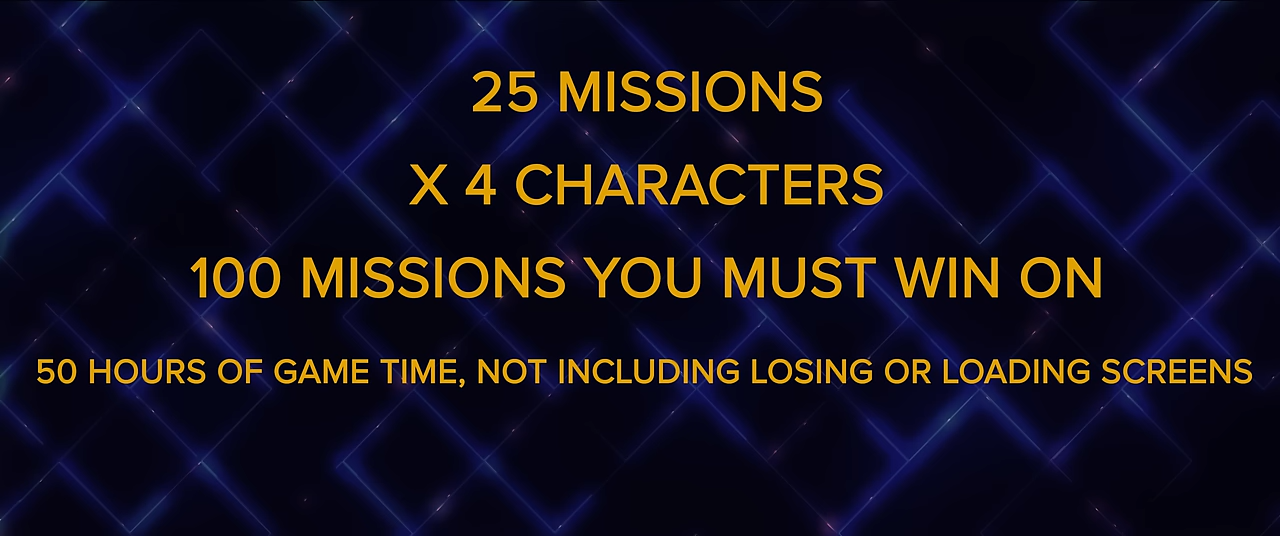 25 MISSIONS
X 4 CHARACTERS
100 MISSIONS YOU MUST WIN ON
50 HOURS OF GAME TIME, NOT INCLUDING LOSING OR LOADING SCREENS